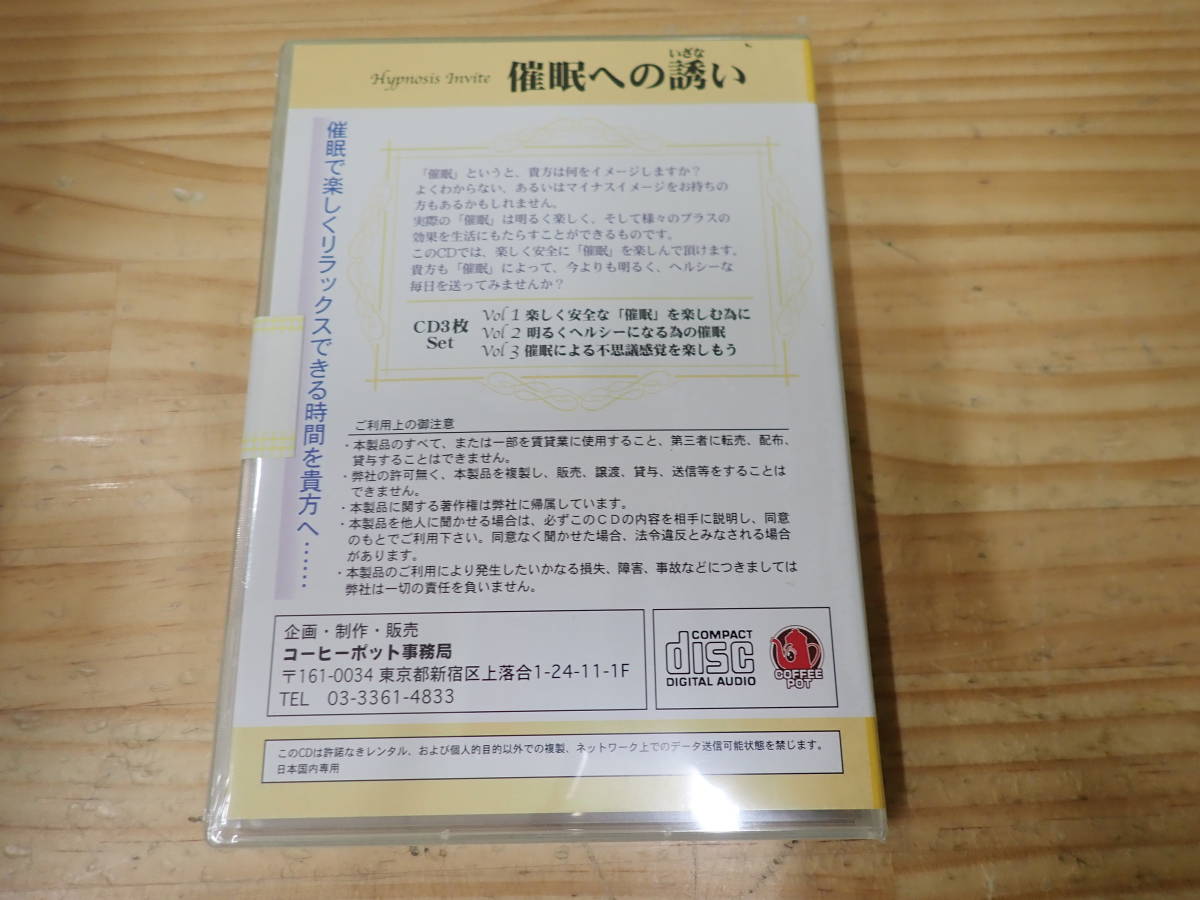 いざな
Hypnosis Invite 催眠への誘い
催眠で楽しくリラックスできる時間を貴方へ……
「催眠」というと、貴方は何をイメージしますか？
よくわからない、あるいはマイナスイメージをお持ちの
方もあるかもしれません。
実際の「催眠」は明るく楽しく、そして様々のプラスの
効果を生活にもたらすことができるものです。
このCDでは、楽しく安全に「催眠」を楽しんで頂けます。
貴方も「催眠」によって、今よりも明るく、ヘルシーな
毎日を送ってみませんか？
CD3枚
Set
Vol 1 楽しく安全な「催眠」を楽しむ為に
Vol 2 明るくヘルシーになる為の催眠
Vol 3 催眠による不思議感覚を楽しもう
ご利用上の御注意
・本製品のすべて、または一部を賃貸業に使用すること、第三者に転売、配布、
貸与することはできません。
・弊社の許可無く、本製品を複製し、販売、譲渡、貸与、送信等をすることは
できません。
・本製品に関する著作権は弊社に帰属しています。
・本製品を他人に聞かせる場合は、必ずこのCDの内容を相手に説明し、同意
のもとでご利用下さい。同意なく聞かせた場合、法令違反とみなされる場合
があります。
・本製品のご利用により発生したいかなる損失、障害、事故などにつきましては
弊社は一切の責任を負いません。
企画・制作・販売
コーヒーポット事務局
〒161-0034 東京都新宿区上落合1-24-11-1F
TEL 03-3361-4833
COMPACT
disc
DIGITAL AUDIO
COFFEE
POT
このCDは許諾なきレンタル、および個人的目的以外での複製、ネットワーク上でのデータ送信可能状態を禁じます。
日本国内専用